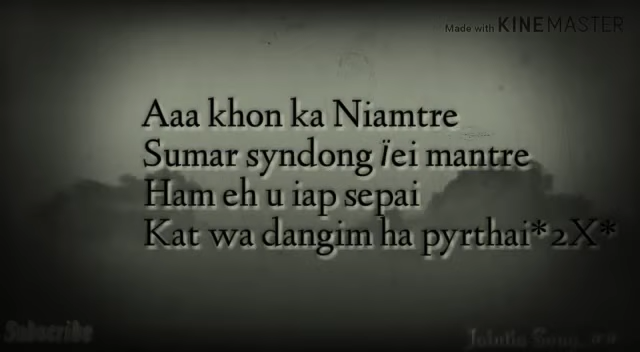 Made with KINEMASTER
Aaa khon ka Niamtre
Sumar syndong ïei mantre
Ham eh u iap sepai
Kat wa dangim ha pyrthai*2X*
Subscribe